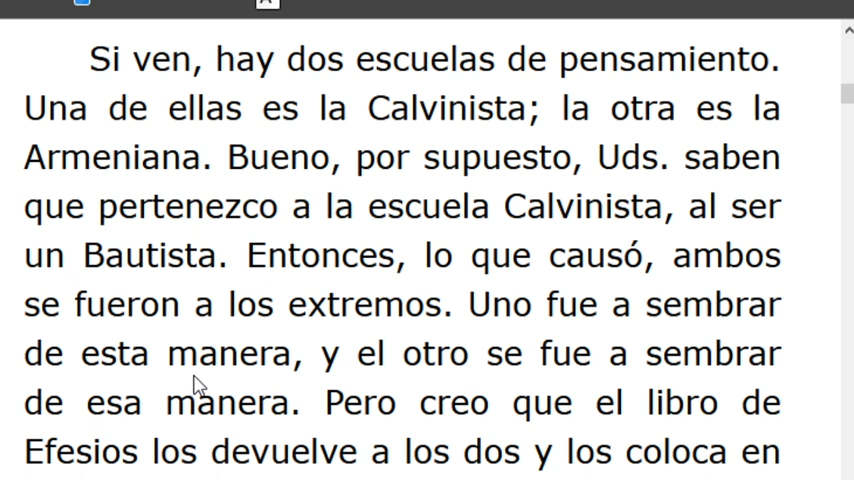 Si ven, hay dos escuelas de pensamiento.
Una de ellas es la Calvinista; la otra es la
Armeniana. Bueno, por supuesto, Uds. saben
que pertenezco a la escuela Calvinista, al ser
un Bautista. Entonces, lo que causó, ambos
se fueron a los extremos. Uno fue a sembrar
de esta manera, y el otro se fue a sembrar
de esa manera. Pero creo que el libro de
Efesios los devuelve a los dos y los coloca en